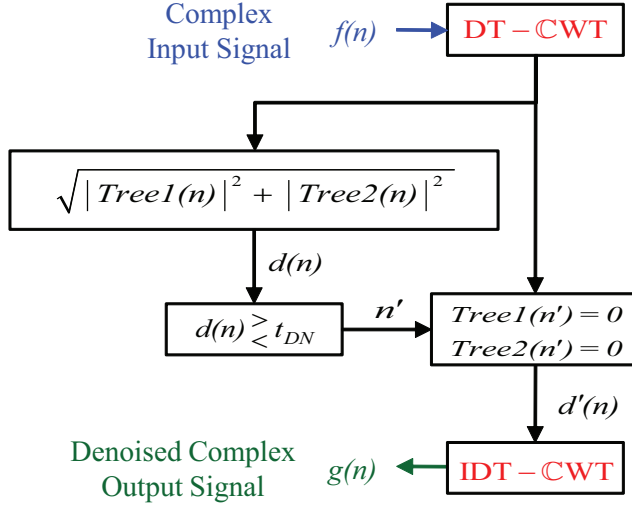 Complex
Input Signal
f(n)
DT – ℂWT
√|Tree1(n)|² + |Tree2(n)|²
d(n)
d(n) ≷ t_DN
n′
Tree1(n′) = 0
Tree2(n′) = 0
d′(n)
Denoised Complex
Output Signal
g(n)
IDT – ℂWT